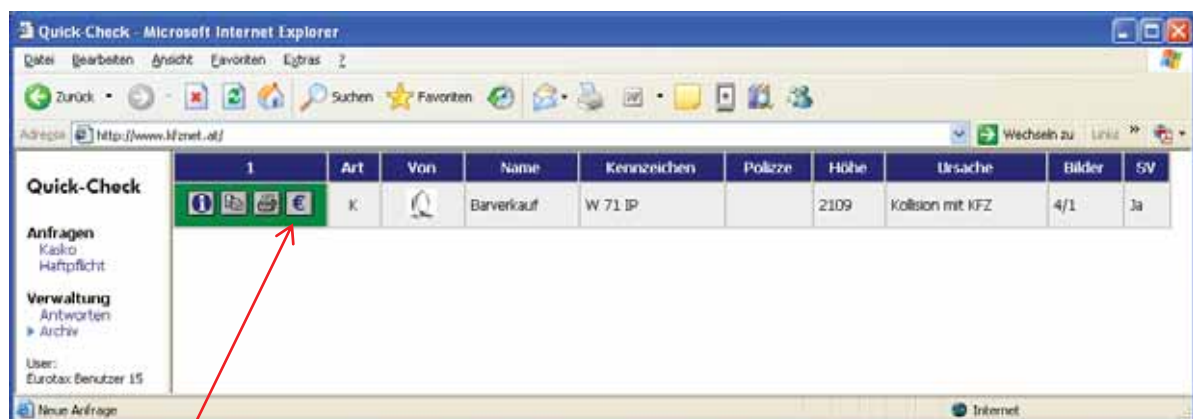 Quick-Check - Microsoft Internet Explorer
Datei Bearbeiten Ansicht Favoriten Extras ?
Zurück Suchen Favoriten
Adresse http://www.kfznet.at/ Wechseln zu Links »
Quick-Check
Anfragen
Kasko
Haftpflicht
Verwaltung
Antworten
Archiv
User:
Eurotax Benutzer 15
1 Art Von Name Kennzeichen Polizze Höhe Ursache Bilder SV
€ K Q Barverkauf W 71 IP 2109 Kollision mit KFZ 4/1 Ja
Neue Anfrage Internet